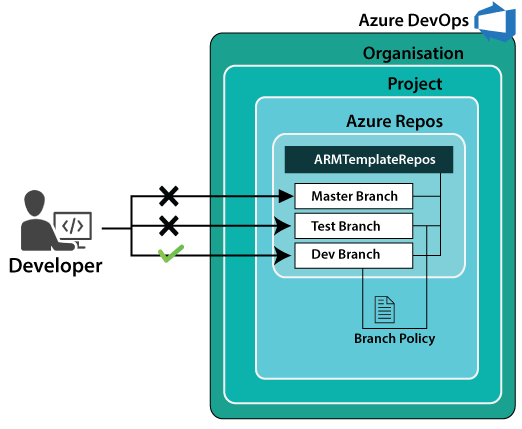 Azure DevOps
Organisation
Project
Azure Repos
ARMTemplateRepos
Master Branch
Test Branch
Dev Branch
</>
Developer
Branch Policy